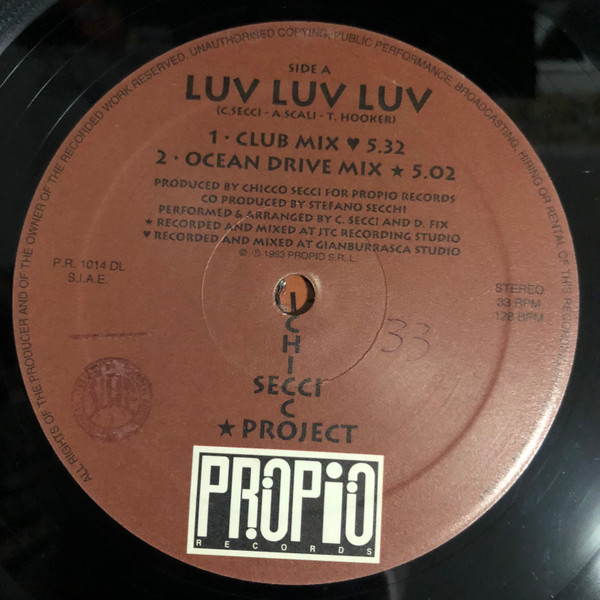 ALL RIGHTS OF THE PRODUCER AND OF THE OWNER OF THE RECORDED WORK RESERVED. UNAUTHORISED COPYING, PUBLIC PERFORMANCE, BROADCASTING, HIRING OR RENTAL OF THIS RECORDING
SIDE A
LUV LUV LUV
(C.SECCI - A.SCALI - T. HOOKER)
1 · CLUB MIX ♥ 5.32
2 · OCEAN DRIVE MIX ★ 5.02
PRODUCED BY CHICCO SECCI FOR PROPIO RECORDS
CO PRODUCED BY STEFANO SECCHI
PERFORMED & ARRANGED BY C. SECCI AND D. FIX
★ RECORDED AND MIXED AT JTC RECORDING STUDIO
♥ RECORDED AND MIXED AT GIANBURRASCA STUDIO
© ℗ 1993 PROPIO S.R.L.
P.R. 1014 DL
S.I.A.E.
STEREO
33 RPM
128 BPM
33
CHICCO
SECCI
★ PROJECT
PROPIO
RECORDS